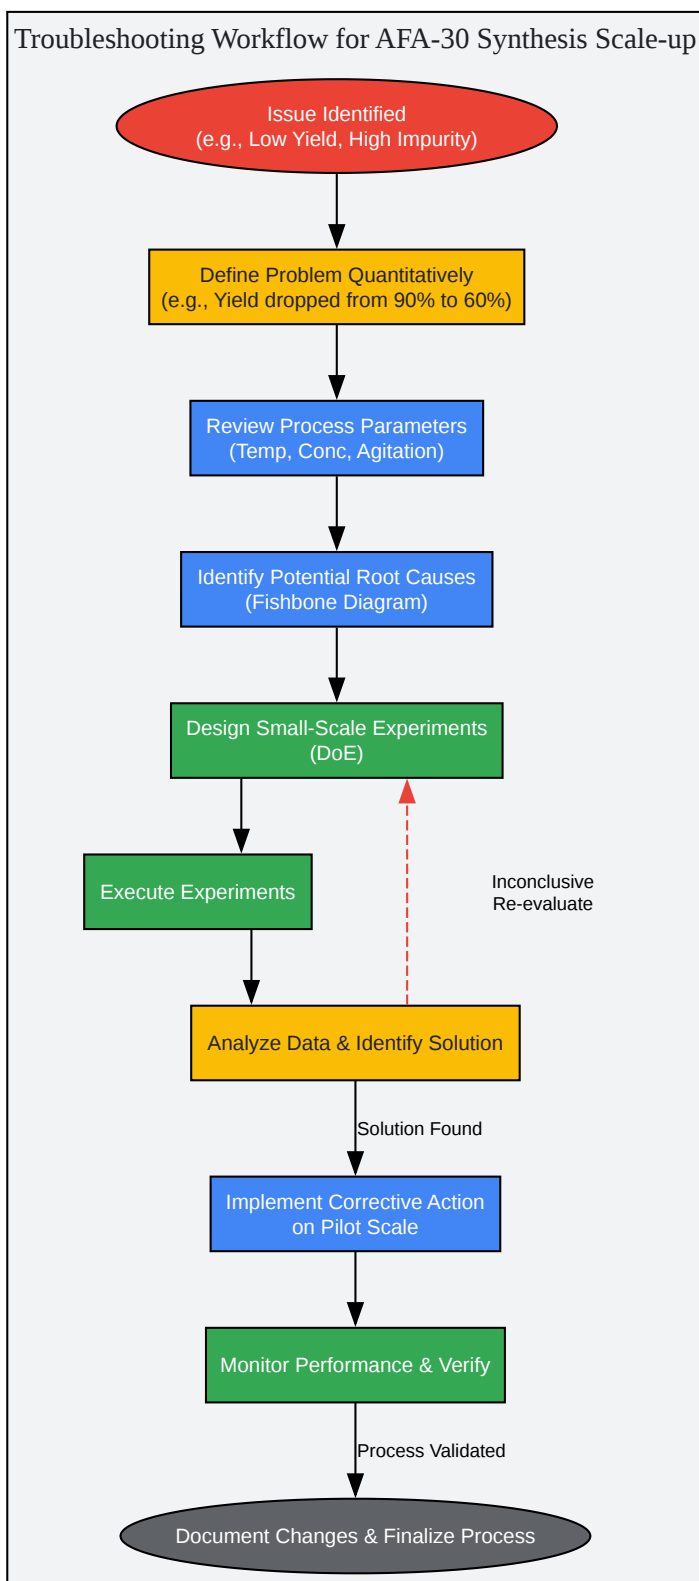 Troubleshooting Workflow for AFA-30 Synthesis Scale-up
Issue Identified
(e.g., Low Yield, High Impurity)
Define Problem Quantitatively
(e.g., Yield dropped from 90% to 60%)
Review Process Parameters
(Temp, Conc, Agitation)
Identify Potential Root Causes
(Fishbone Diagram)
Design Small-Scale Experiments
(DoE)
Execute Experiments
Inconclusive
Re-evaluate
Analyze Data & Identify Solution
Solution Found
Implement Corrective Action
on Pilot Scale
Monitor Performance & Verify
Process Validated
Document Changes & Finalize Process